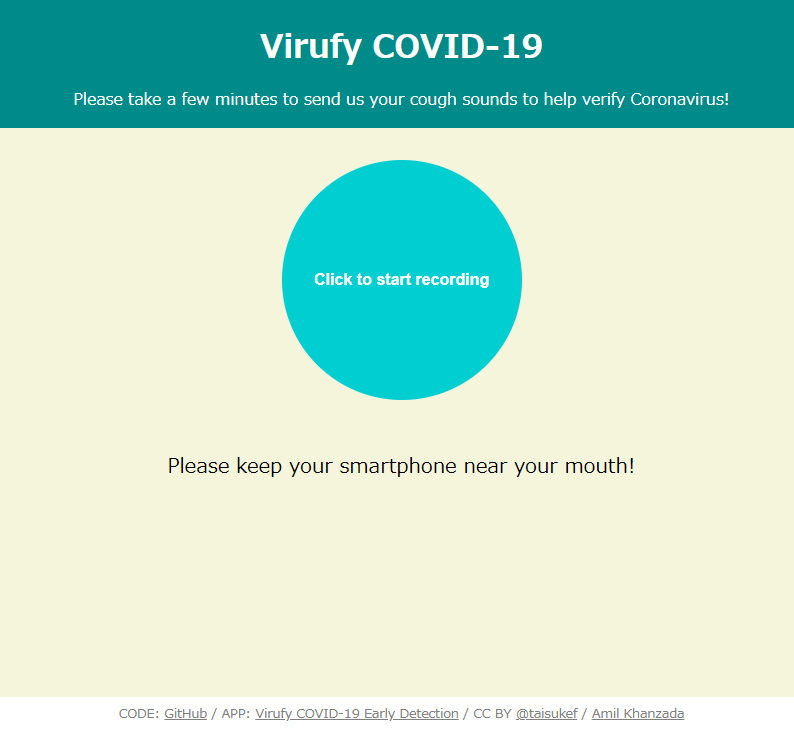 Virufy COVID-19
Please take a few minutes to send us your cough sounds to help verify Coronavirus!
Click to start recording
Please keep your smartphone near your mouth!
CODE: GitHub / APP: Virufy COVID-19 Early Detection / CC BY @taisukef / Amil Khanzada